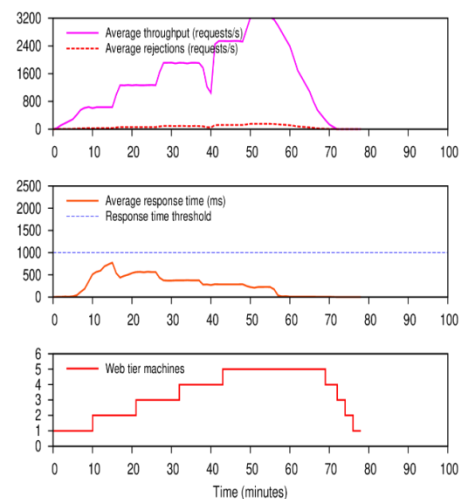 3200
2400
1600
800
0
Average throughput (requests/s)
Average rejections (requests/s)
0 10 20 30 40 50 60 70 80 90 100
2500
2000
1500
1000
500
0
Average response time (ms)
Response time threshold
0 10 20 30 40 50 60 70 80 90 100
6
5
4
3
2
1
0
Web tier machines
0 10 20 30 40 50 60 70 80 90 100
Time (minutes)